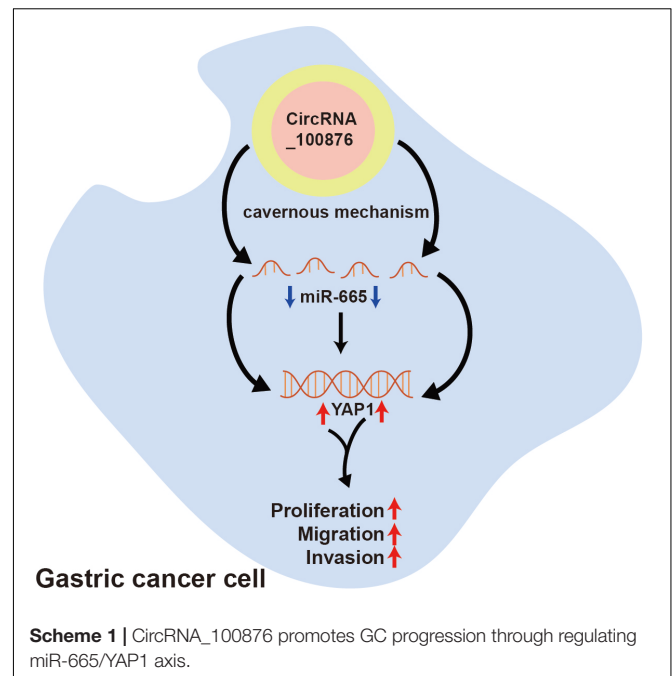 CircRNA
_100876
cavernous mechanism
miR-665
YAP1
Proliferation
Migration
Invasion
Gastric cancer cell
Scheme 1 | CircRNA_100876 promotes GC progression through regulating
miR-665/YAP1 axis.